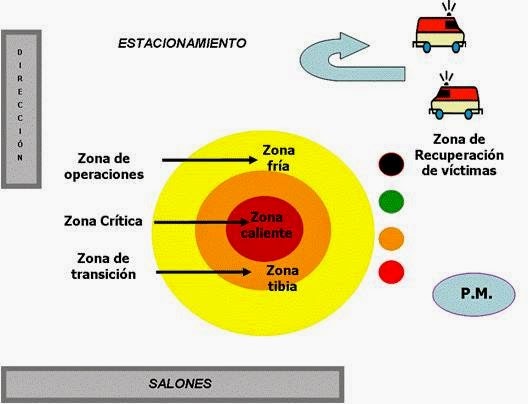 ESTACIONAMIENTO
DIRECCIÓN
Zona de
operaciones
Zona
fría
Zona de
Recuperación
de víctimas
Zona Crítica
Zona
caliente
Zona de
transición
Zona
tibia
P.M.
SALONES